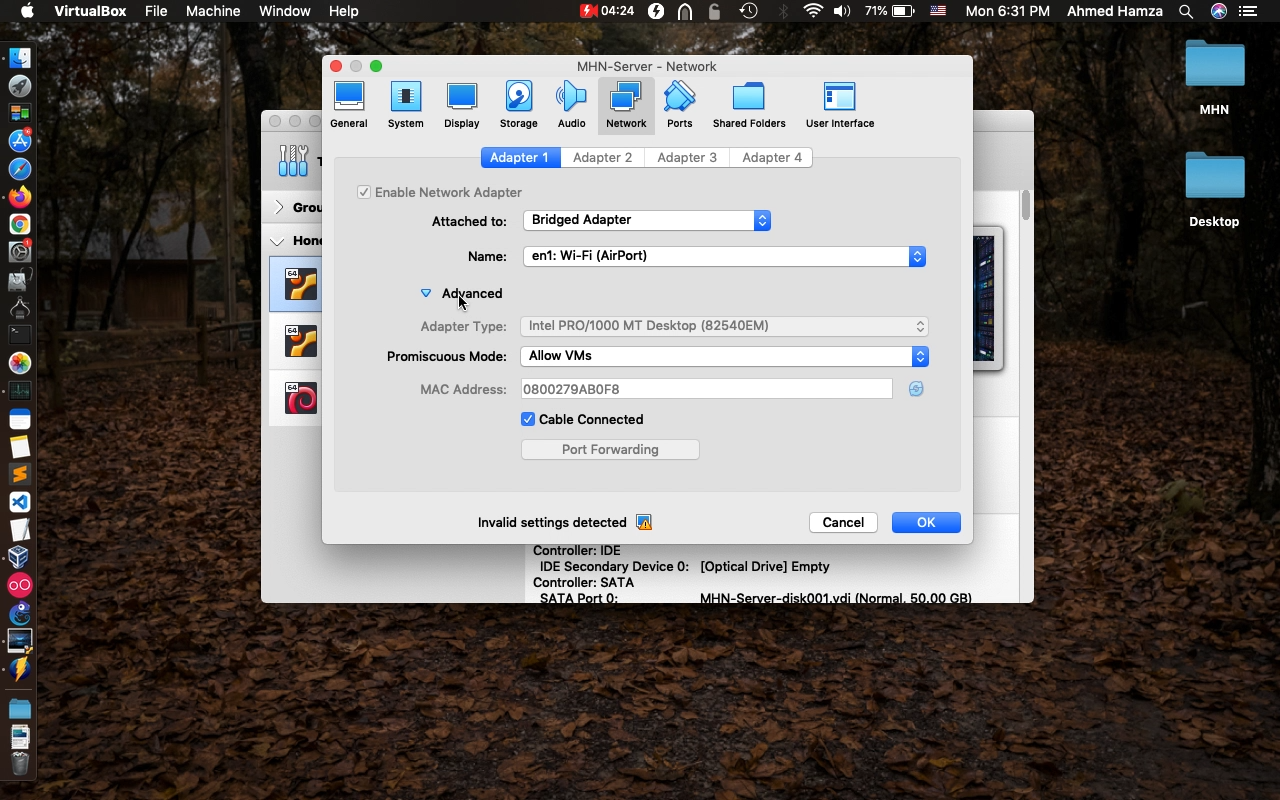 VirtualBox File Machine Window Help 04:24 71% Mon 6:31 PM Ahmed Hamza
MHN-Server - Network
General System Display Storage Audio Network Ports Shared Folders User Interface
Adapter 1 Adapter 2 Adapter 3 Adapter 4
Enable Network Adapter
Attached to: Bridged Adapter
Name: en1: Wi-Fi (AirPort)
Advanced
Adapter Type: Intel PRO/1000 MT Desktop (82540EM)
Promiscuous Mode: Allow VMs
MAC Address: 0800279AB0F8
Cable Connected
Port Forwarding
Invalid settings detected Cancel OK
Grou
Hone
64
64
64
Controller: IDE
IDE Secondary Device 0: [Optical Drive] Empty
Controller: SATA
SATA Port 0: MHN-Server-disk001.vdi (Normal, 50.00 GB)
MHN
Desktop